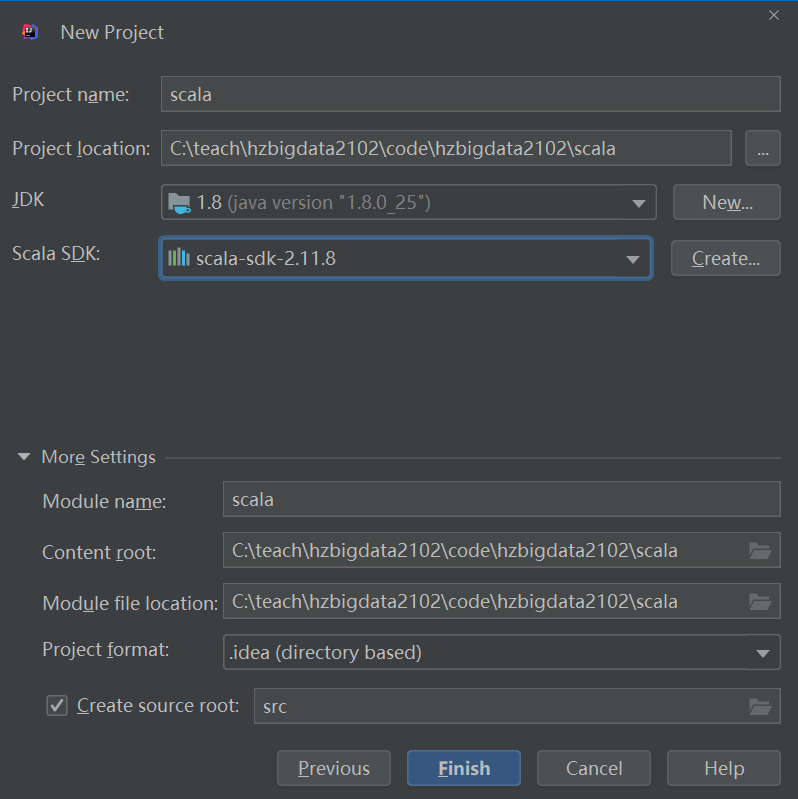 New Project
Project name: scala
Project location: C:\teach\hzbigdata2102\code\hzbigdata2102\scala ...
JDK 1.8 (java version "1.8.0_25") New...
Scala SDK: scala-sdk-2.11.8 Create...
More Settings
Module name: scala
Content root: C:\teach\hzbigdata2102\code\hzbigdata2102\scala
Module file location: C:\teach\hzbigdata2102\code\hzbigdata2102\scala
Project format: .idea (directory based)
Create source root: src
Previous Finish Cancel Help